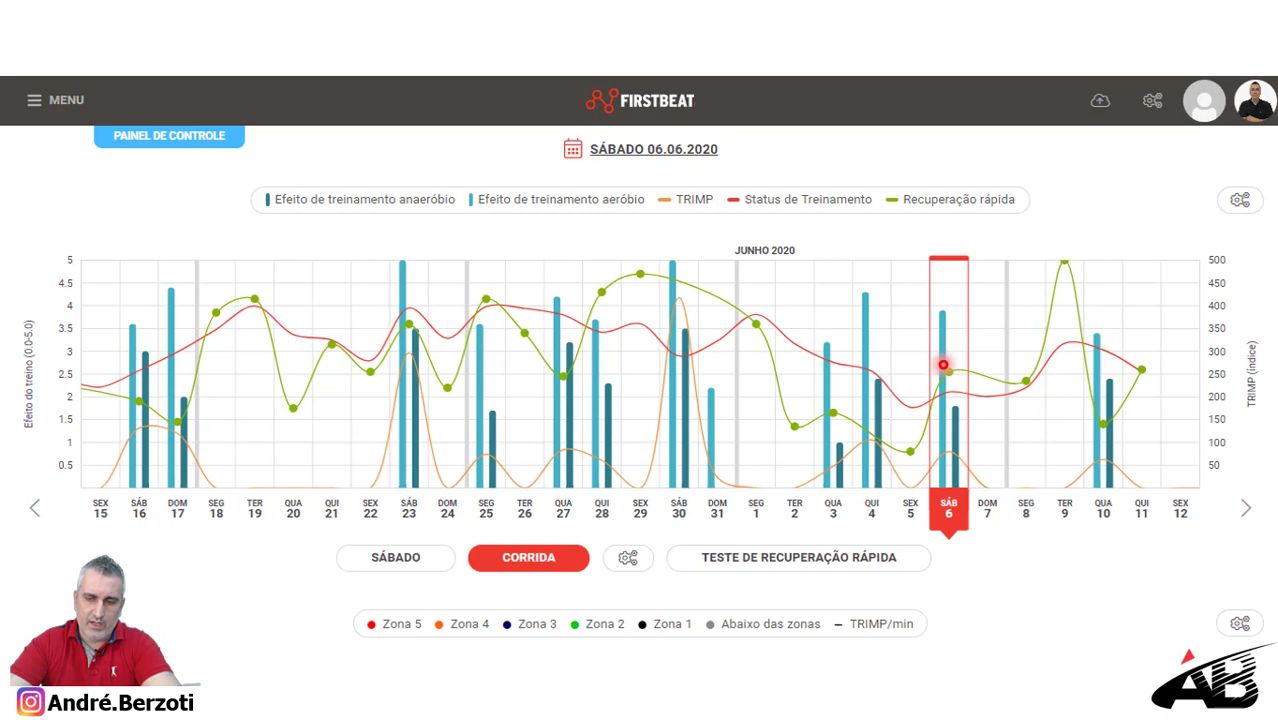 MENU
FIRSTBEAT
PAINEL DE CONTROLE
SÁBADO 06.06.2020
Efeito de treinamento anaeróbio Efeito de treinamento aeróbio TRIMP Status de Treinamento Recuperação rápida
JUNHO 2020
Efeito do treino (0.0-5.0)
5
4.5
4
3.5
3
2.5
2
1.5
1
0.5
500
450
400
350
300
250
200
150
100
50
TRIMP (índice)
SEX SÁB DOM SEG TER QUA QUI SEX SÁB DOM SEG TER QUA QUI SEX SÁB DOM SEG TER QUA QUI SEX SÁB DOM SEG TER QUA QUI SEX
15 16 17 18 19 20 21 22 23 24 25 26 27 28 29 30 31 1 2 3 4 5 6 7 8 9 10 11 12
SÁBADO CORRIDA TESTE DE RECUPERAÇÃO RÁPIDA
Zona 5 Zona 4 Zona 3 Zona 2 Zona 1 Abaixo das zonas TRIMP/min
André.Berzoti
AB